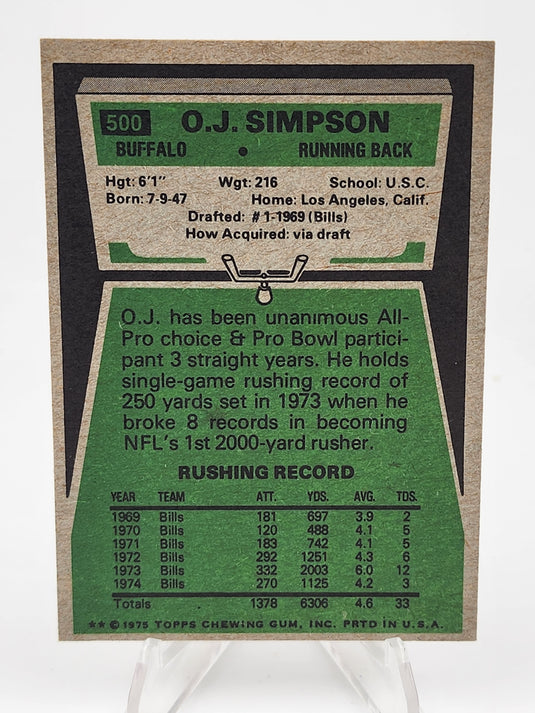 500 O.J. SIMPSON
BUFFALO • RUNNING BACK
Hgt: 6'1" Wgt: 216 School: U.S.C.
Born: 7-9-47 Home: Los Angeles, Calif.
Drafted: #1-1969 (Bills)
How Acquired: via draft
O.J. has been unanimous All-
Pro choice & Pro Bowl partici-
pant 3 straight years. He holds
single-game rushing record of
250 yards set in 1973 when he
broke 8 records in becoming
NFL's 1st 2000-yard rusher.
RUSHING RECORD
YEAR TEAM ATT. YDS. AVG. TDS.
1969 Bills 181 697 3.9 2
1970 Bills 120 488 4.1 5
1971 Bills 183 742 4.1 5
1972 Bills 292 1251 4.3 6
1973 Bills 332 2003 6.0 12
1974 Bills 270 1125 4.2 3
Totals 1378 6306 4.6 33
** © 1975 TOPPS CHEWING GUM, INC. PRTD IN U.S.A.